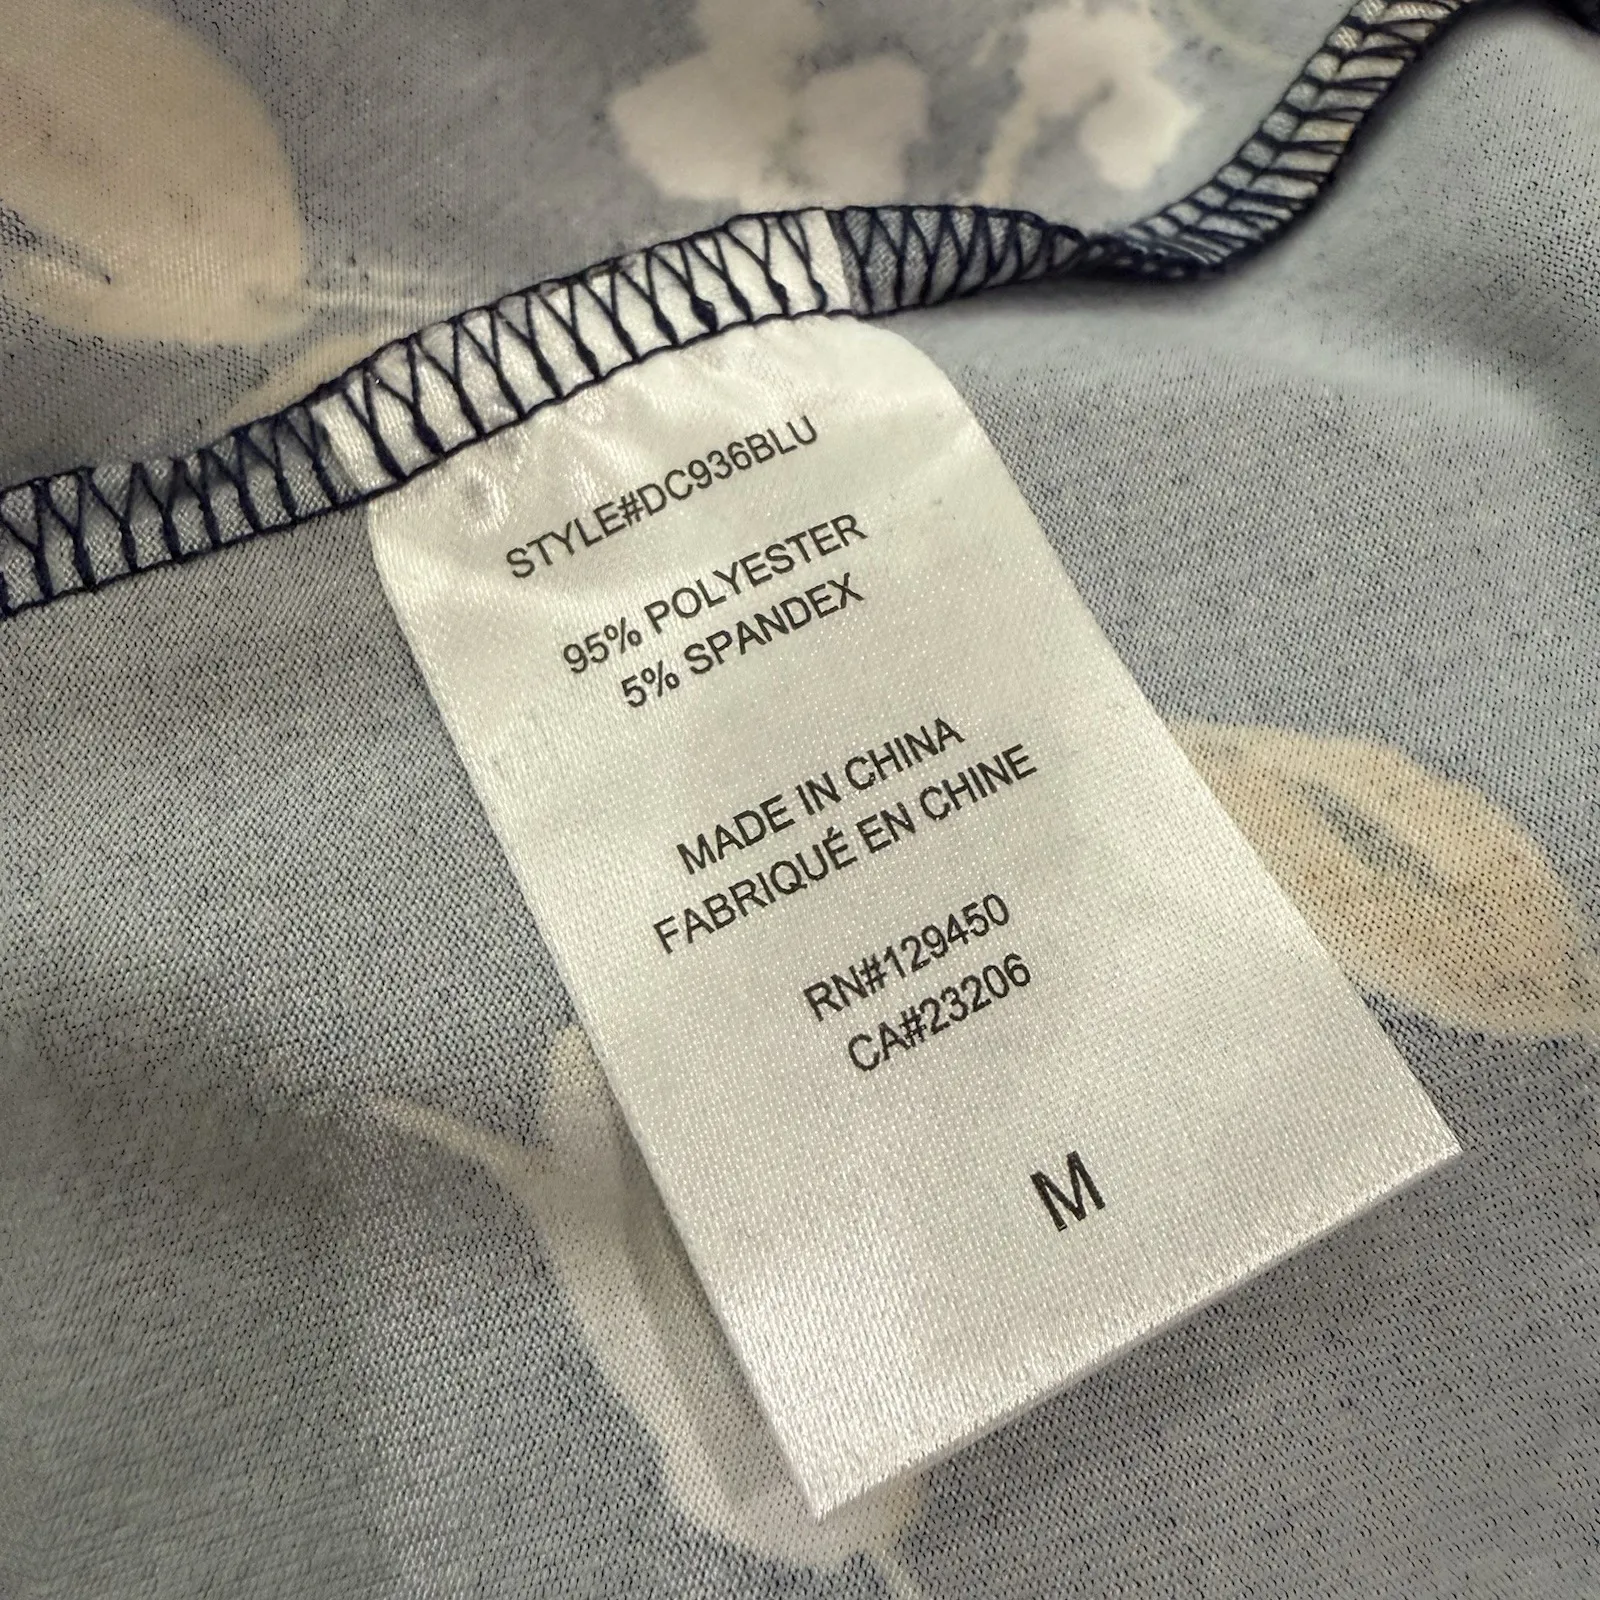 STYLE#DC936BLU
95% POLYESTER
5% SPANDEX
MADE IN CHINA
FABRIQUÉ EN CHINE
RN#129450
CA#23206
M